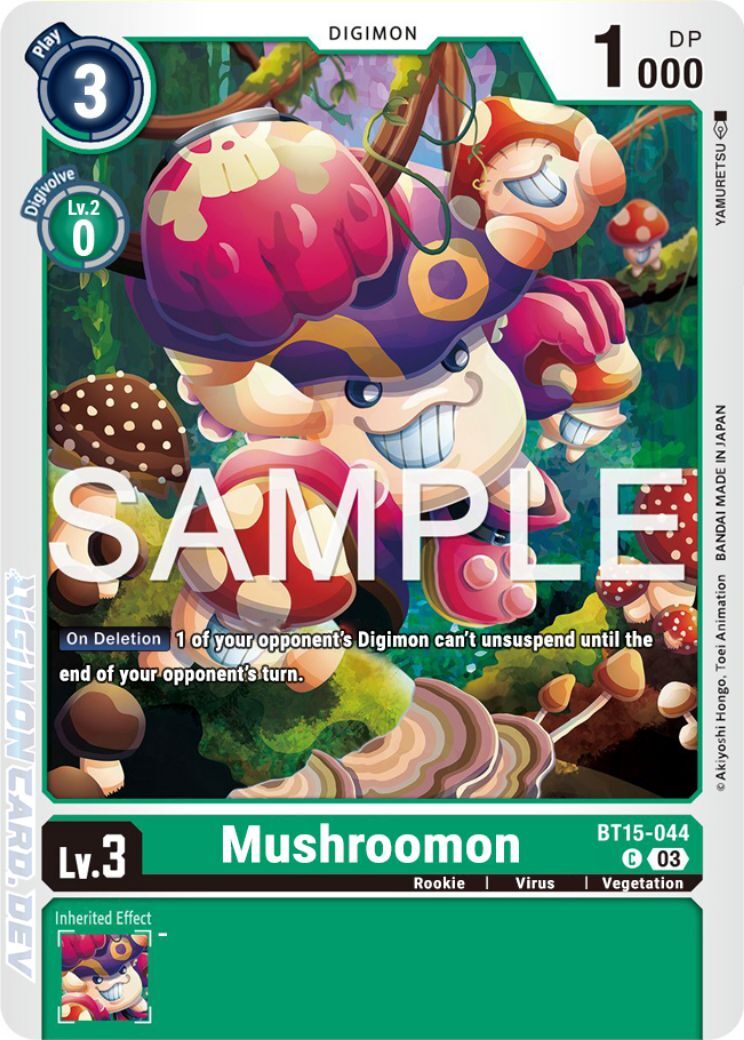 DIGIMON
Play
3
1000
DP
Digivolve
Lv.2
0
YAMURETSU
SAMPLE
On Deletion 1 of your opponent's Digimon can't unsuspend until the
end of your opponent's turn.
© Akiyoshi Hongo, Toei Animation BANDAI MADE IN JAPAN
DIGIMONCARD.DEV
Lv.3
Mushroomon
BT15-044
C 03
Rookie | Virus | Vegetation
Inherited Effect
-